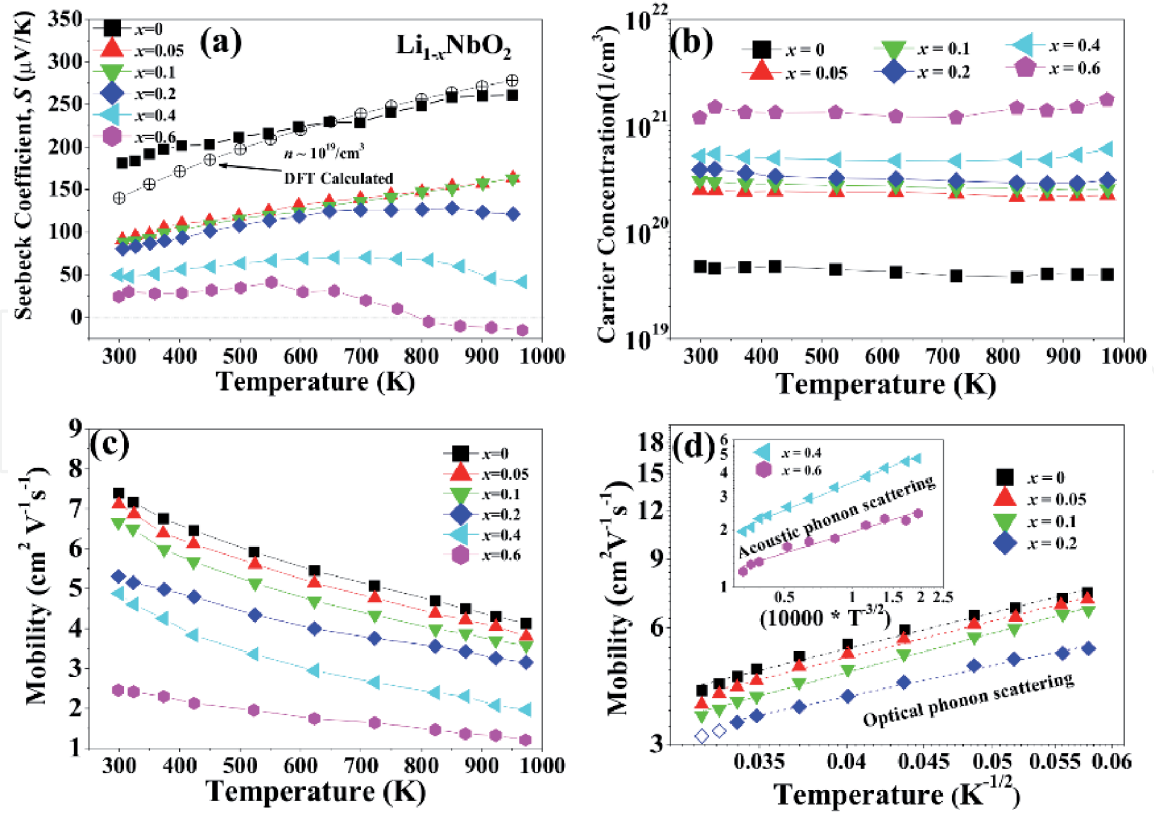 (a)
Li1-xNbO2
Seebeck Coefficient, S (μV/K)
350
300
250
200
150
100
50
0
x=0
x=0.05
x=0.1
x=0.2
x=0.4
x=0.6
n ~ 10^19/cm^3
DFT Calculated
300 400 500 600 700 800 900 1000
Temperature (K)
(b)
Carrier Concentration(1/cm^3)
10^22
10^21
10^20
10^19
x = 0 x = 0.1 x = 0.4
x = 0.05 x = 0.2 x = 0.6
300 400 500 600 700 800 900 1000
Temperature (K)
(c)
Mobility (cm^2 V^-1 s^-1)
9
8
7
6
5
4
3
2
1
x=0
x=0.05
x=0.1
x=0.2
x=0.4
x=0.6
300 400 500 600 700 800 900 1000
Temperature (K)
(d)
Mobility (cm^2V^-1s^-1)
18
15
12
9
6
3
6
5
4
3
2
1
x = 0.4
x = 0.6
Acoustic phonon scattering
0.5 1 1.5 2 2.5
(10000 * T^-3/2)
x = 0
x = 0.05
x = 0.1
x = 0.2
Optical phonon scattering
0.035 0.04 0.045 0.05 0.055 0.06
Temperature (K^-1/2)